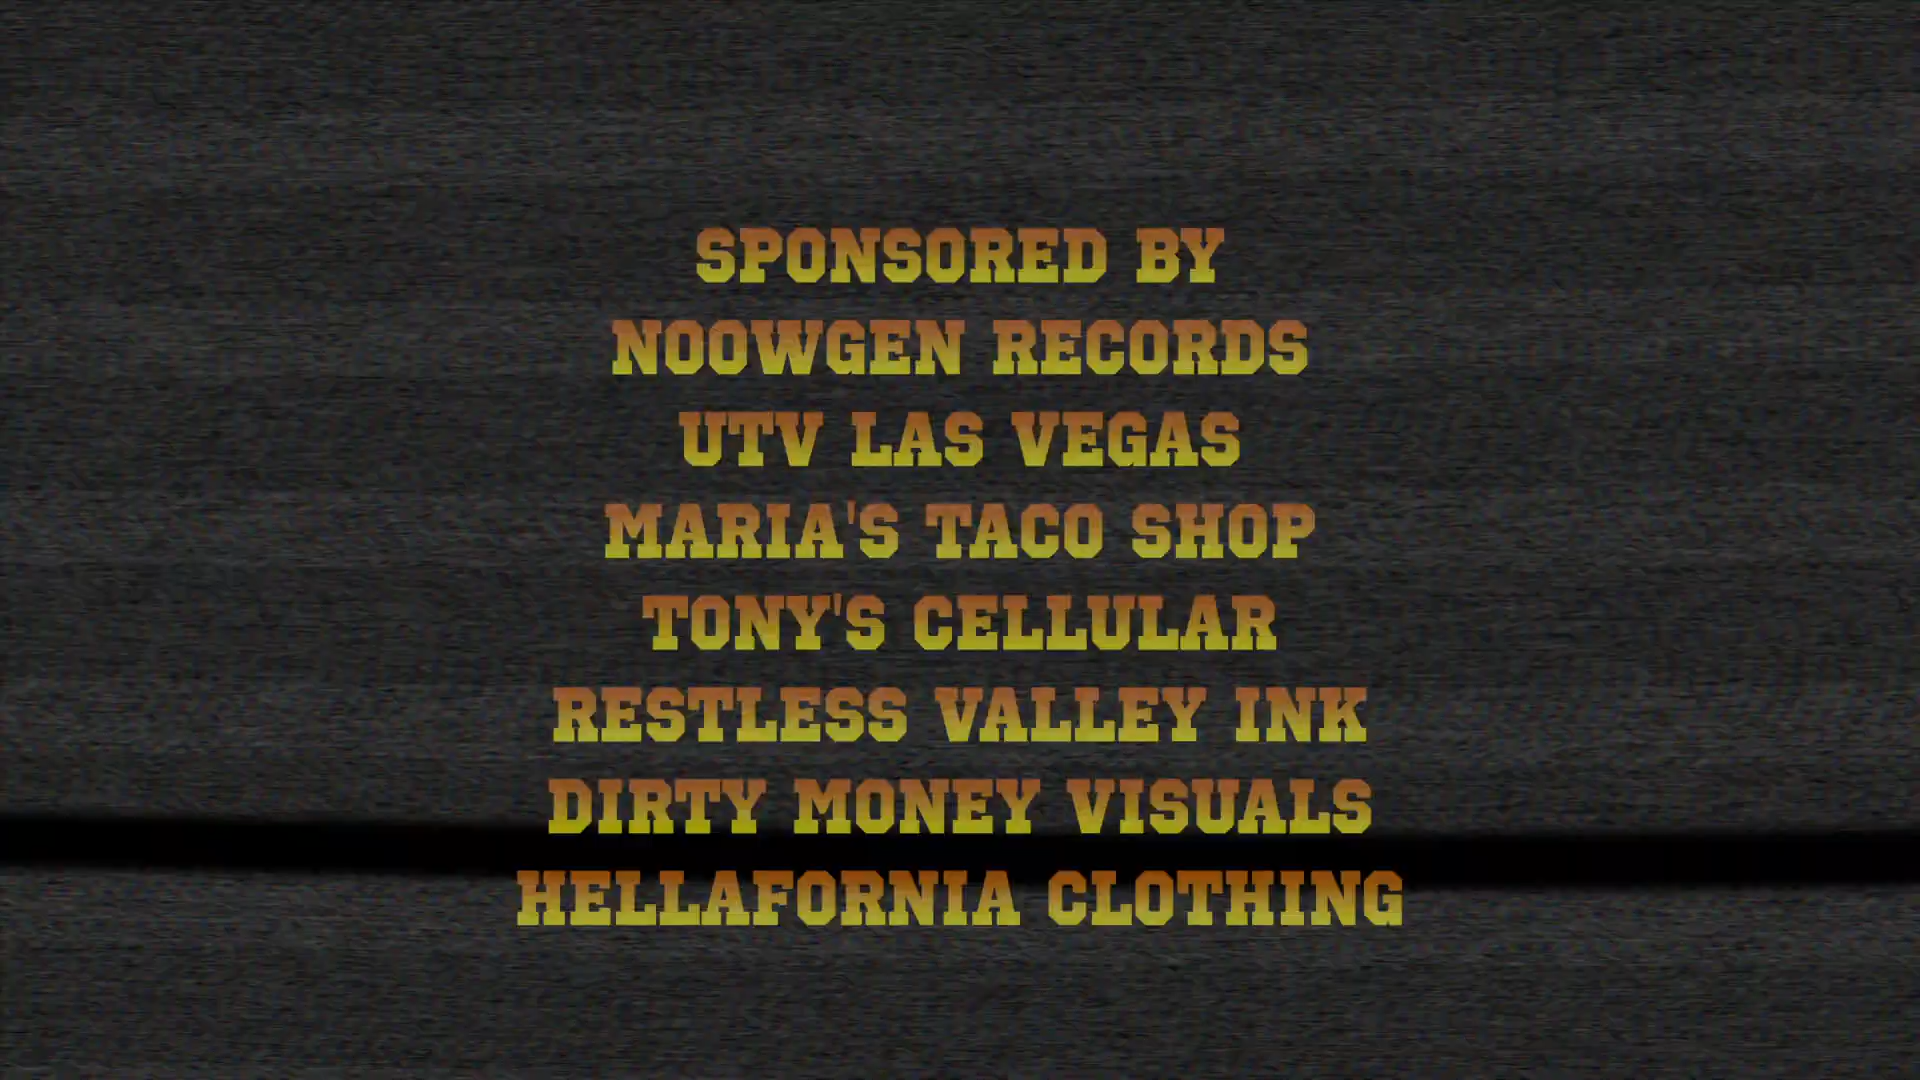 SPONSORED BY
NOOWGEN RECORDS
UTV LAS VEGAS
MARIA'S TACO SHOP
TONY'S CELLULAR
RESTLESS VALLEY INK
DIRTY MONEY VISUALS
HELLAFORNIA CLOTHING